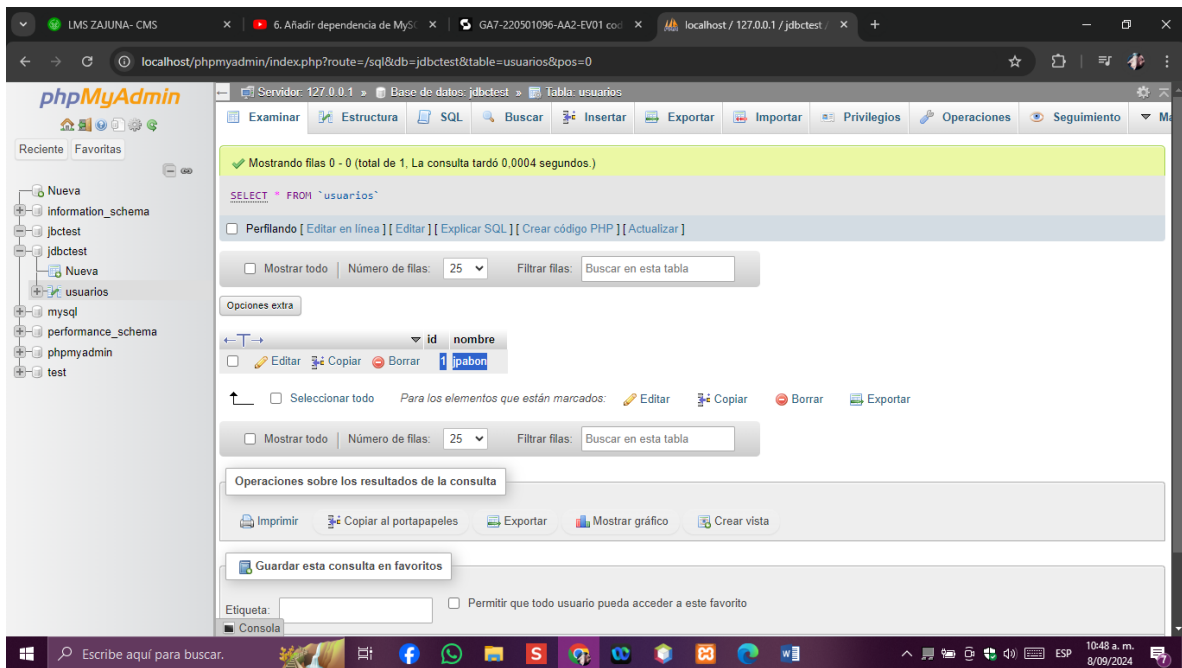 LMS ZAJUNA- CMS
6. Añadir dependencia de MySC
GA7-220501096-AA2-EV01 cod
localhost / 127.0.0.1 / jdbctest /
localhost/phpmyadmin/index.php?route=/sql&db=jdbctest&table=usuarios&pos=0
phpMyAdmin
Reciente Favoritas
Nueva
information_schema
jbctest
jdbctest
Nueva
usuarios
mysql
performance_schema
phpmyadmin
test
Servidor: 127.0.0.1 » Base de datos: jdbctest » Tabla: usuarios
Examinar Estructura SQL Buscar Insertar Exportar Importar Privilegios Operaciones Seguimiento Má
Mostrando filas 0 - 0 (total de 1, La consulta tardó 0,0004 segundos.)
SELECT * FROM `usuarios`
Perfilando [ Editar en línea ] [ Editar ] [ Explicar SQL ] [ Crear código PHP ] [ Actualizar ]
Mostrar todo | Número de filas: 25 Filtrar filas: Buscar en esta tabla
Opciones extra
←T→ id nombre
Editar Copiar Borrar 1 jpabon
Seleccionar todo Para los elementos que están marcados: Editar Copiar Borrar Exportar
Mostrar todo | Número de filas: 25 Filtrar filas: Buscar en esta tabla
Operaciones sobre los resultados de la consulta
Imprimir Copiar al portapapeles Exportar Mostrar gráfico Crear vista
Guardar esta consulta en favoritos
Etiqueta: Permitir que todo usuario pueda acceder a este favorito
Consola
Escribe aquí para buscar.
ESP
10:48 a. m.
8/09/2024